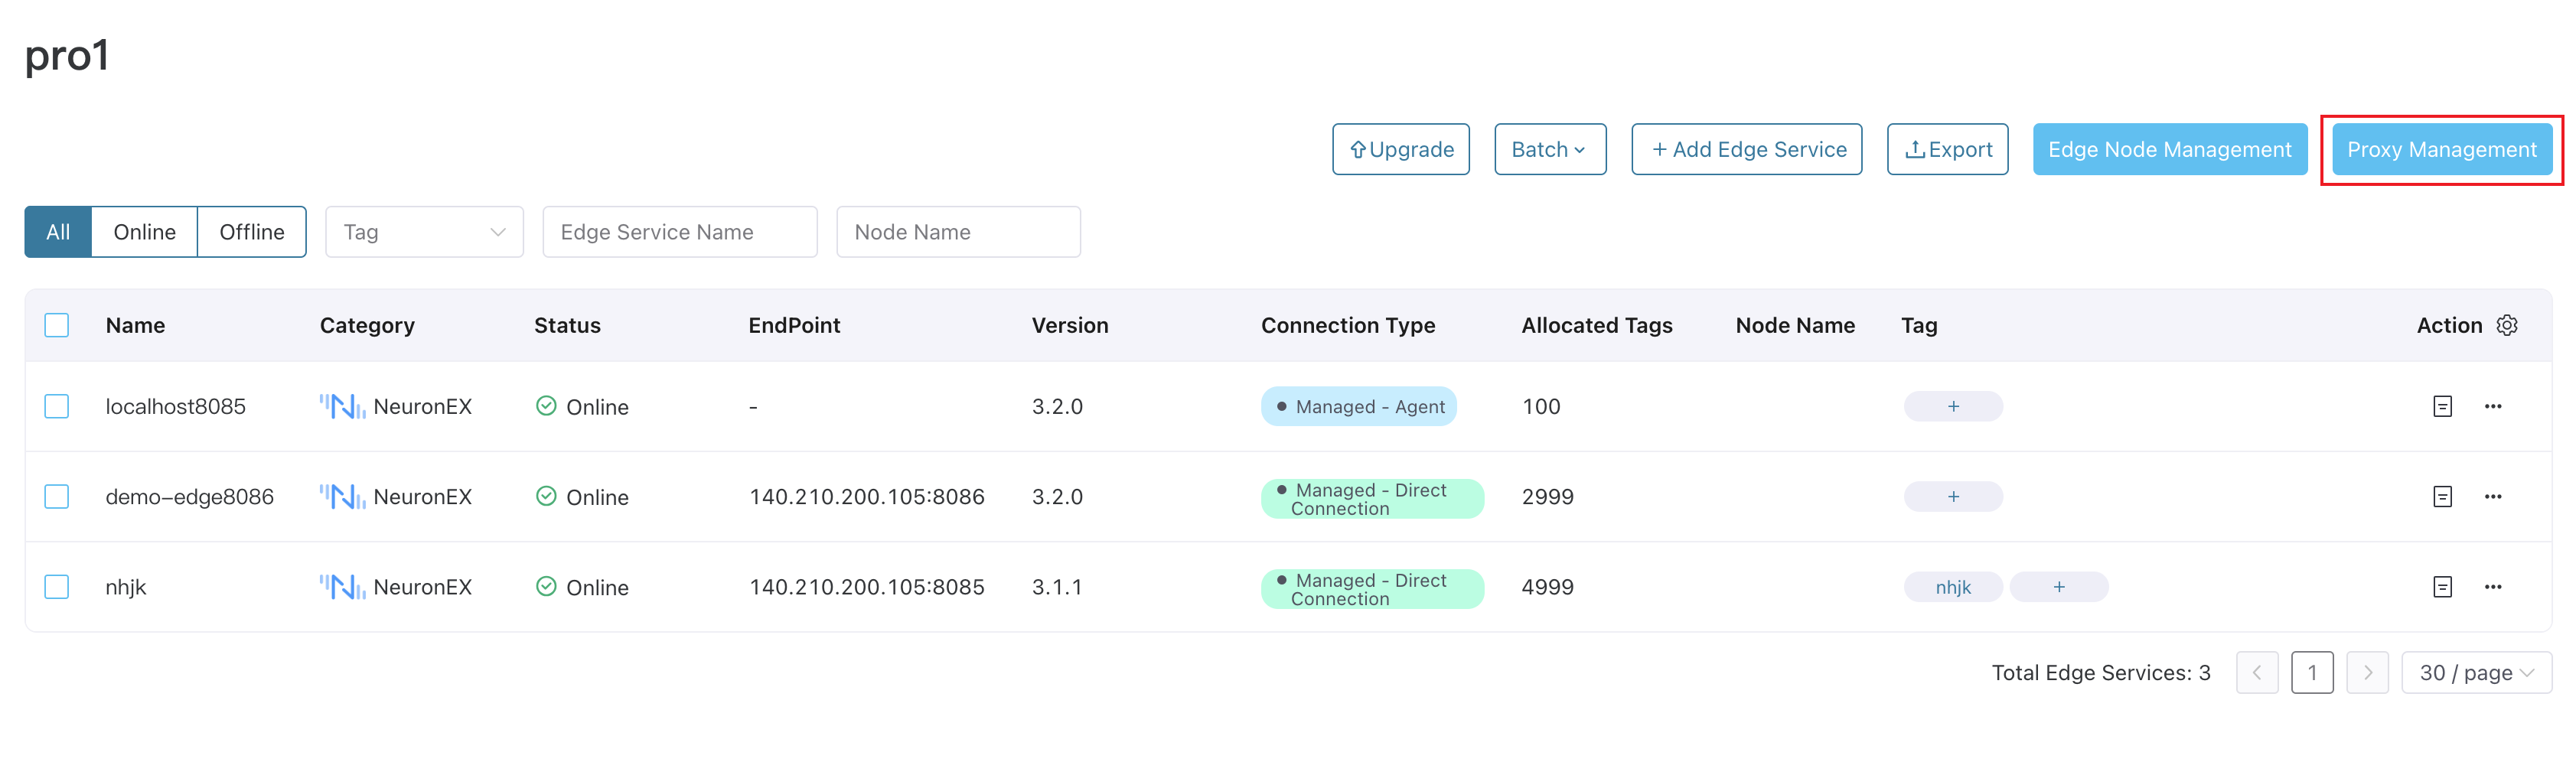 pro1
Upgrade Batch + Add Edge Service Export Edge Node Management Proxy Management
All Online Offline Tag Edge Service Name Node Name
Name Category Status EndPoint Version Connection Type Allocated Tags Node Name Tag Action
localhost8085 NeuronEX Online - 3.2.0 Managed - Agent 100 +
demo-edge8086 NeuronEX Online 140.210.200.105:8086 3.2.0 Managed - Direct Connection 2999 +
nhjk NeuronEX Online 140.210.200.105:8085 3.1.1 Managed - Direct Connection 4999 nhjk +
Total Edge Services: 3 1 30 / page